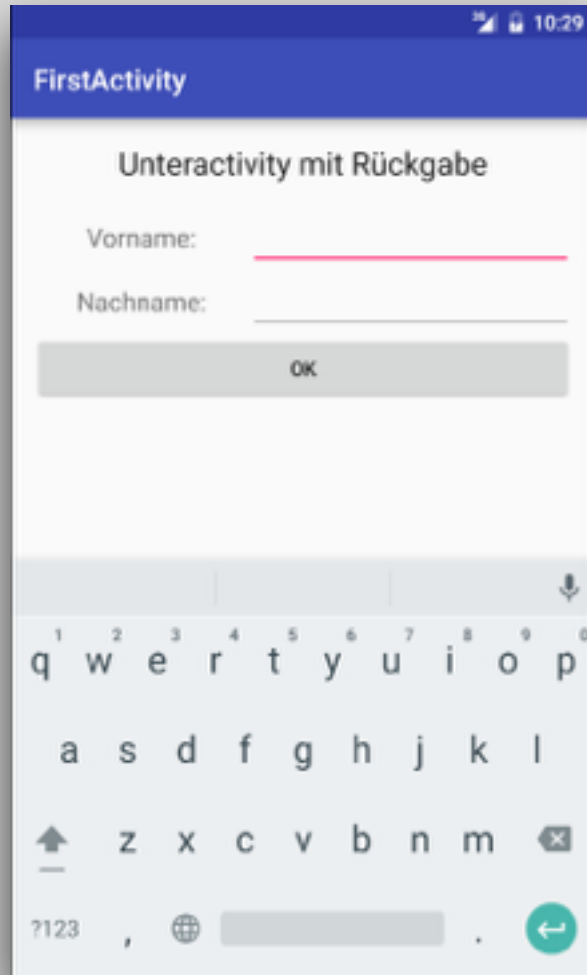 10:29
FirstActivity
Unteractivity mit Rückgabe
Vorname:
Nachname:
OK
1 2 3 4 5 6 7 8 9 0
q w e r t y u i o p
a s d f g h j k l
z x c v b n m
?123 , .